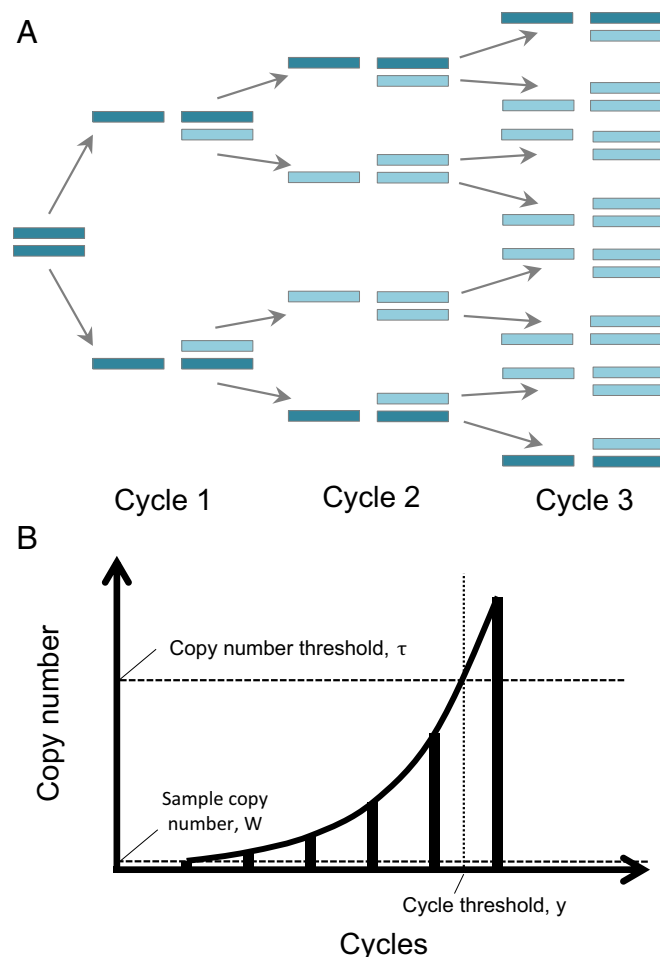 A
Cycle 1
Cycle 2
Cycle 3
B
Copy number
Copy number threshold, τ
Sample copy
number, W
Cycle threshold, y
Cycles